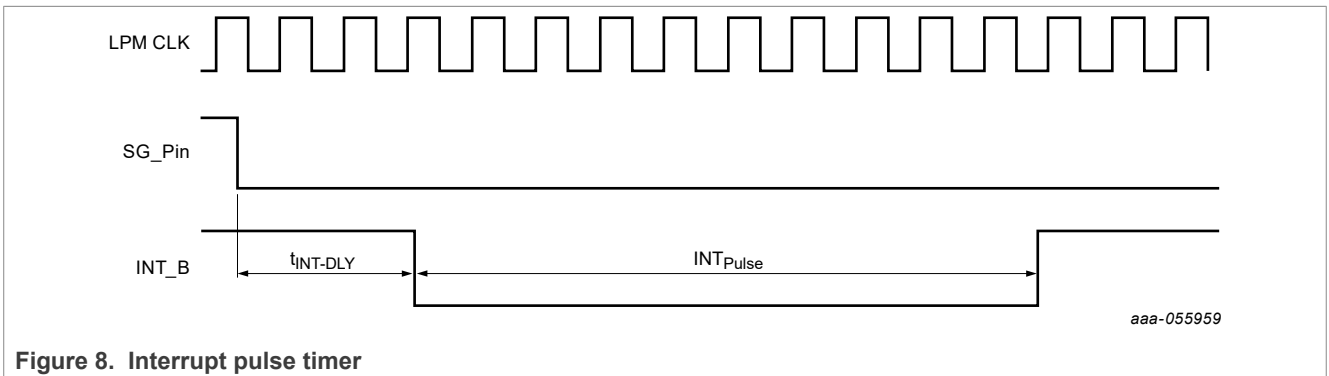 LPM CLK
SG_Pin
INT_B
tINT-DLY
INTPulse
aaa-055959
Figure 8. Interrupt pulse timer